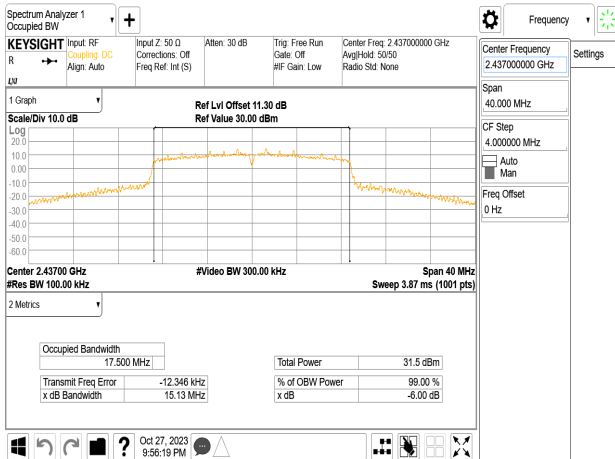 Spectrum Analyzer 1
Occupied BW
Frequency
KEYSIGHT
R
Input: RF
Coupling: DC
Align: Auto
Input Z: 50 Ω
Corrections: Off
Freq Ref: Int (S)
Atten: 30 dB
Trig: Free Run
Gate: Off
#IF Gain: Low
Center Freq: 2.437000000 GHz
Avg|Hold: 50/50
Radio Std: None
Center Frequency
2.437000000 GHz
Settings
Span
40.000 MHz
CF Step
4.000000 MHz
Auto
Man
Freq Offset
0 Hz
1 Graph
Scale/Div 10.0 dB
Ref Lvl Offset 11.30 dB
Ref Value 30.00 dBm
Log
20.0
10.0
0.00
-10.0
-20.0
-30.0
-40.0
-50.0
-60.0
Center 2.43700 GHz
#Video BW 300.00 kHz
Span 40 MHz
#Res BW 100.00 kHz
Sweep 3.87 ms (1001 pts)
2 Metrics
Occupied Bandwidth
17.500 MHz
Transmit Freq Error -12.346 kHz
x dB Bandwidth 15.13 MHz
Total Power 31.5 dBm
% of OBW Power 99.00 %
x dB -6.00 dB
?
Oct 27, 2023
9:56:19 PM